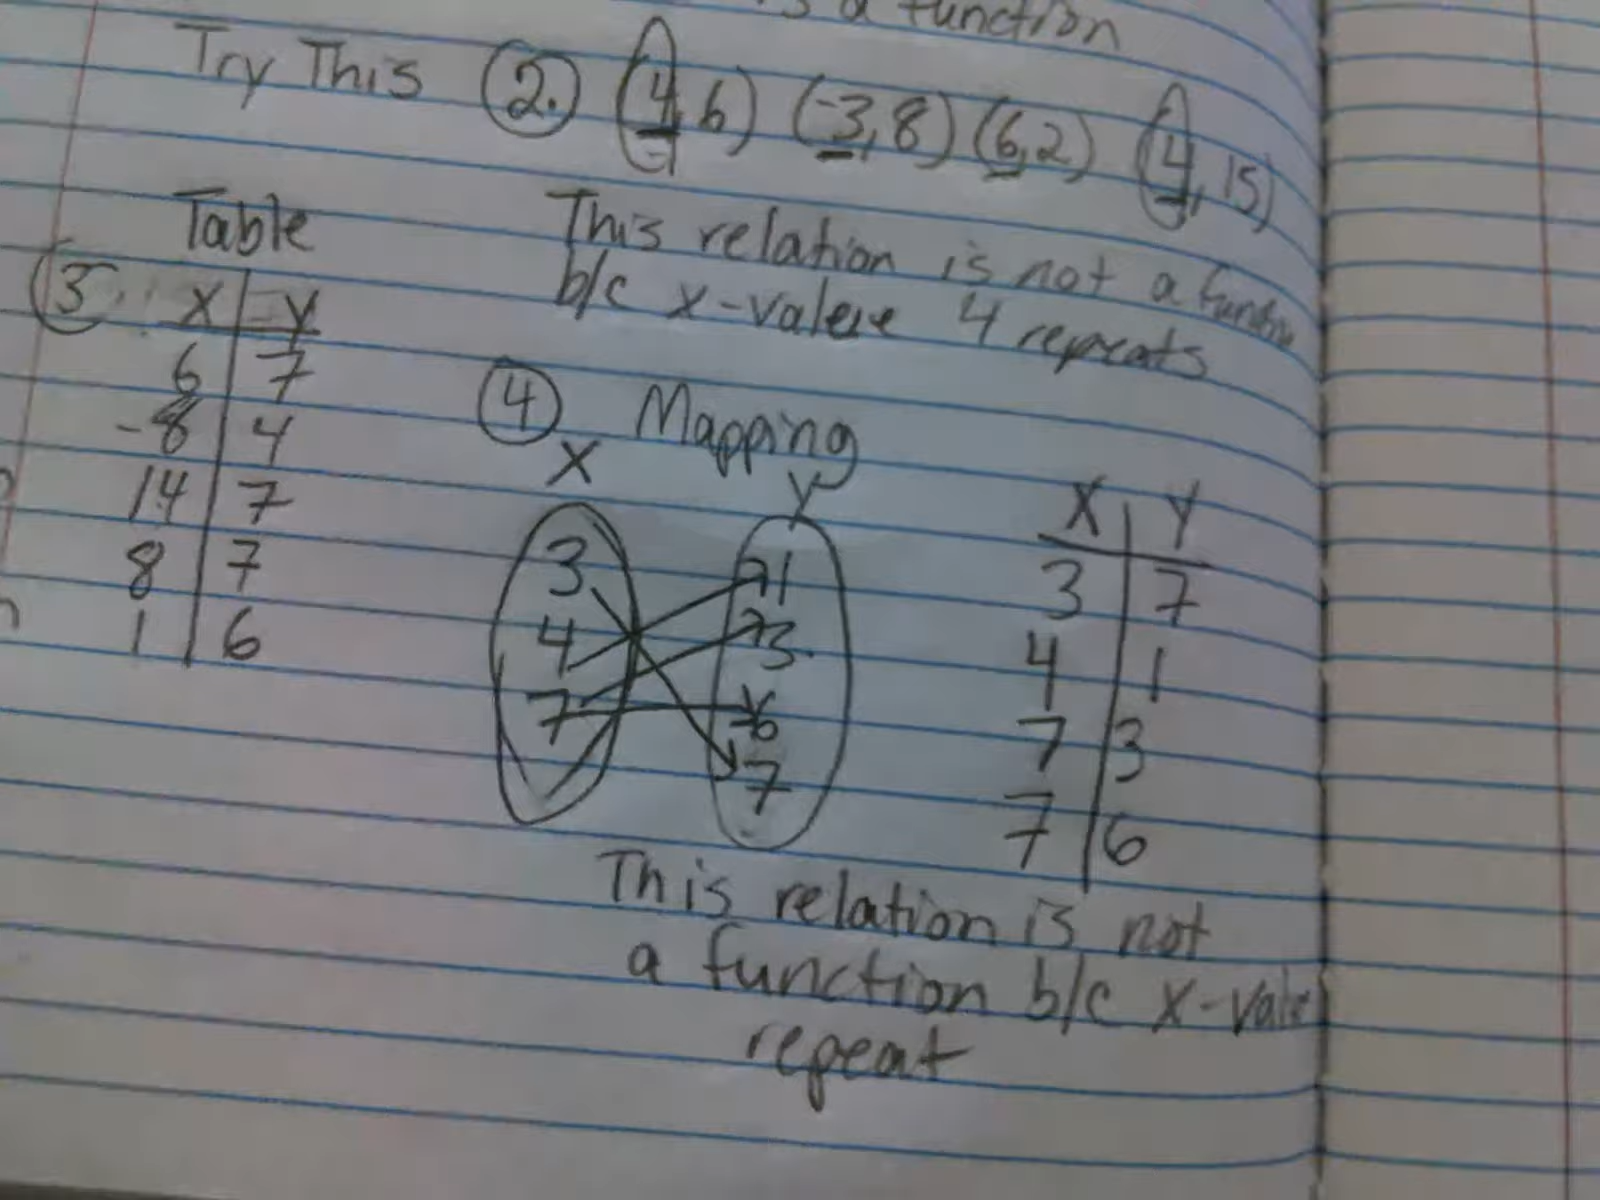 is a function
Try This (2.) (4,6) (-3,8) (6,2) (4,15)
This relation is not a
b/c x-value 4 repeats
Table
(3) X Y
6 7
-8 4
14 7
8 7
1 6
(4) Mapping
X Y
3 1
4 3
7 6
7
X Y
3 7
4 1
7 3
7 6
This relation is not
a function b/c x-
repeat